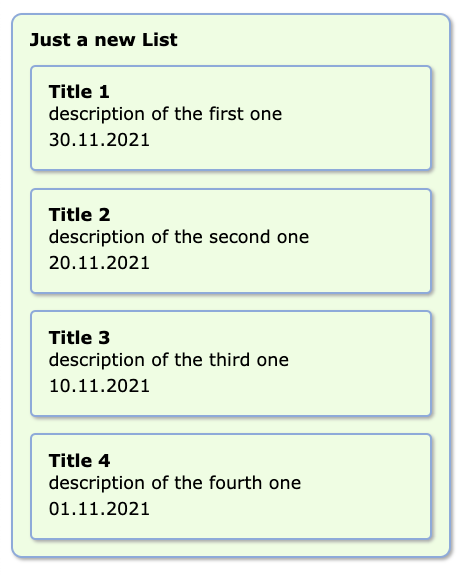 Just a new List
Title 1
description of the first one
30.11.2021
Title 2
description of the second one
20.11.2021
Title 3
description of the third one
10.11.2021
Title 4
description of the fourth one
01.11.2021